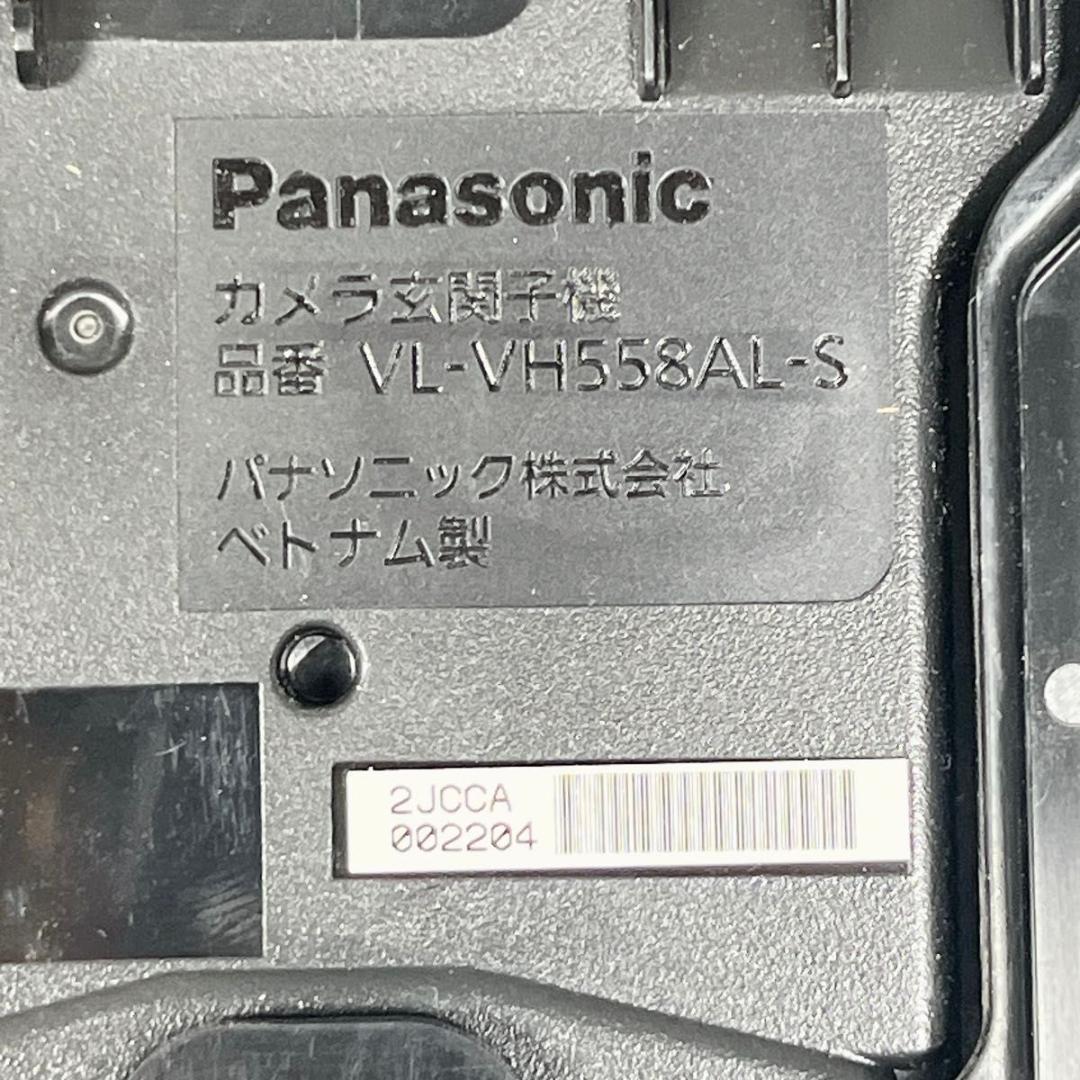 Panasonic
カメラ玄関子機
品番 VL-VH558AL-S
パナソニック株式会社
ベトナム製
2JCCA
002204